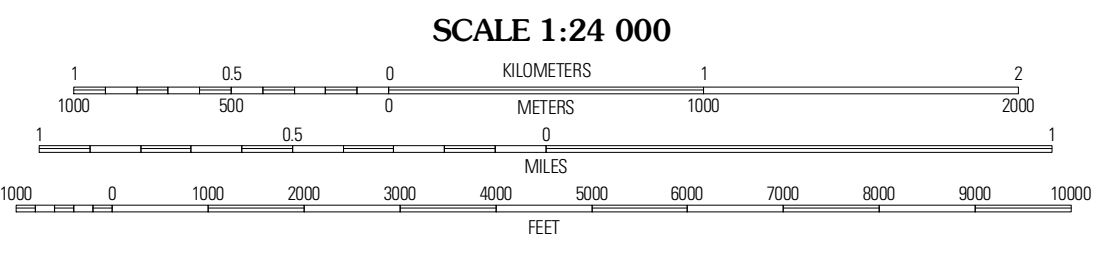 SCALE 1:24 000
1 0.5 0 KILOMETERS 1 2
1000 500 0 METERS 1000 2000
1 0.5 0 1
MILES
1000 0 1000 2000 3000 4000 5000 6000 7000 8000 9000 10000
FEET